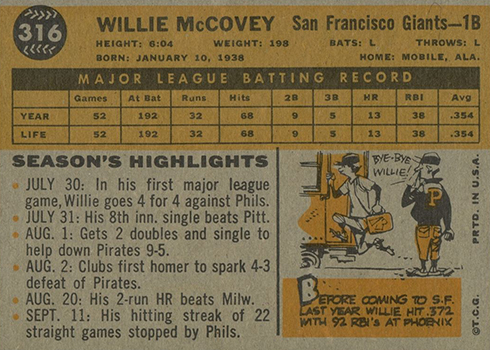 316
WILLIE McCOVEY San Francisco Giants—1B
HEIGHT: 6:04 WEIGHT: 198 BATS: L THROWS: L
BORN: JANUARY 10, 1938 HOME: MOBILE, ALA.
MAJOR LEAGUE BATTING RECORD
Games At Bat Runs Hits 2B 3B HR RBI Avg
YEAR 52 192 32 68 9 5 13 38 .354
LIFE 52 192 32 68 9 5 13 38 .354
SEASON'S HIGHLIGHTS
• JULY 30: In his first major league
game, Willie goes 4 for 4 against Phils.
• JULY 31: His 8th inn. single beats Pitt.
• AUG. 1: Gets 2 doubles and single to
help down Pirates 9-5.
• AUG. 2: Clubs first homer to spark 4-3
defeat of Pirates.
• AUG. 20: His 2-run HR beats Milw.
• SEPT. 11: His hitting streak of 22
straight games stopped by Phils.
BYE-BYE
WILLIE!
P
BEFORE COMING TO S.F.
LAST YEAR WILLIE HIT .372
WITH 92 RBI'S AT PHOENIX
©T.C.G. PRTD. IN U.S.A.